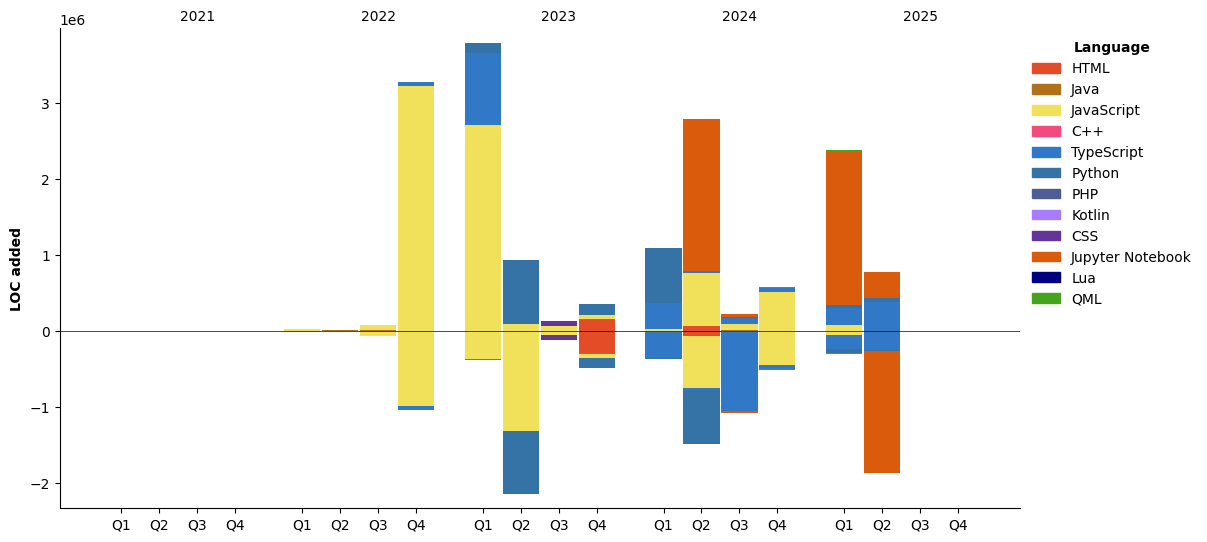 2021 2022 2023 2024 2025
1e6
Language
HTML
Java
JavaScript
C++
TypeScript
Python
PHP
Kotlin
CSS
Jupyter Notebook
Lua
QML
LOC added
3
2
1
0
−1
−2
Q1 Q2 Q3 Q4 Q1 Q2 Q3 Q4 Q1 Q2 Q3 Q4 Q1 Q2 Q3 Q4 Q1 Q2 Q3 Q4